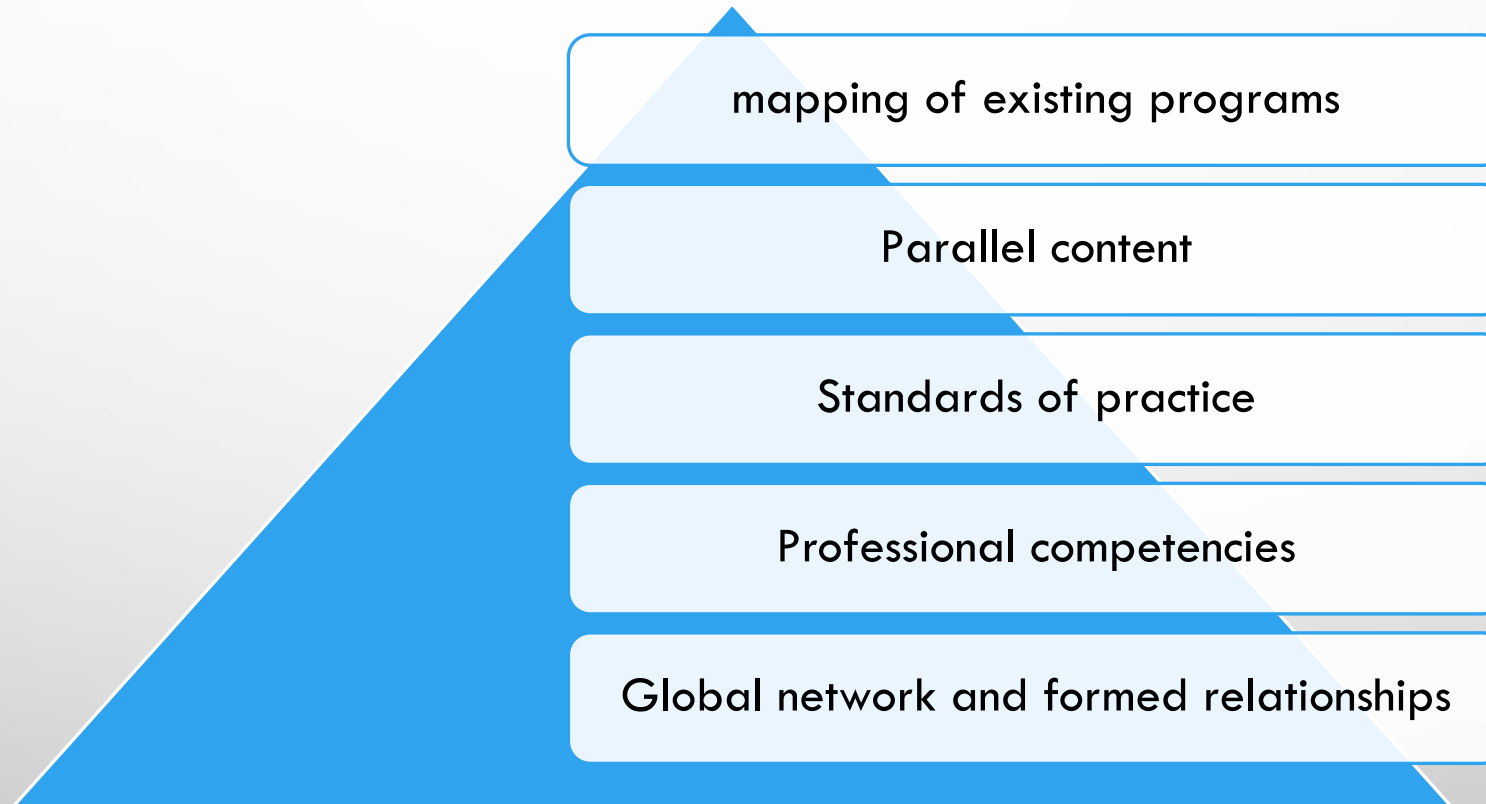 mapping of existing programs
Parallel content
Standards of practice
Professional competencies
Global network and formed relationships